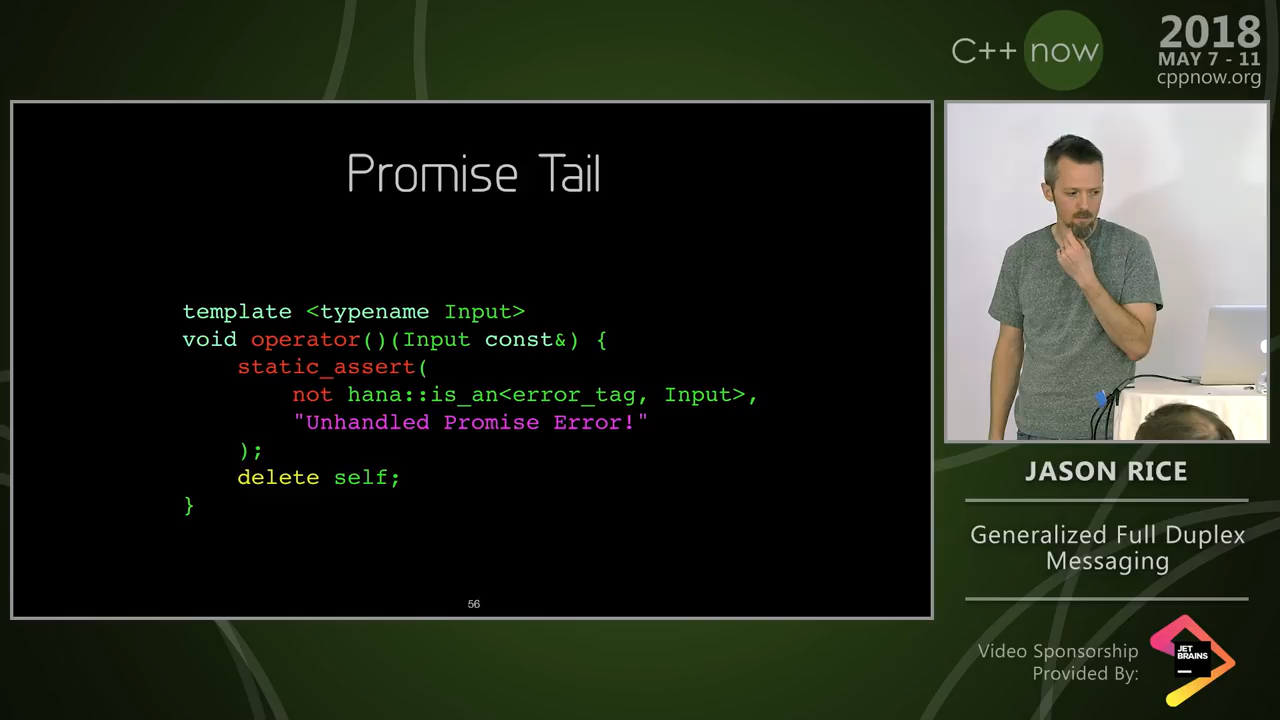 C++ now
2018
MAY 7 - 11
cppnow.org
Promise Tail
template <typename Input>
void operator()(Input const&) {
    static_assert(
        not hana::is_an<error_tag, Input>,
        "Unhandled Promise Error!"
    );
    delete self;
}
56
JASON RICE
Generalized Full Duplex
Messaging
Video Sponsorship
Provided By:
JET
BRAINS